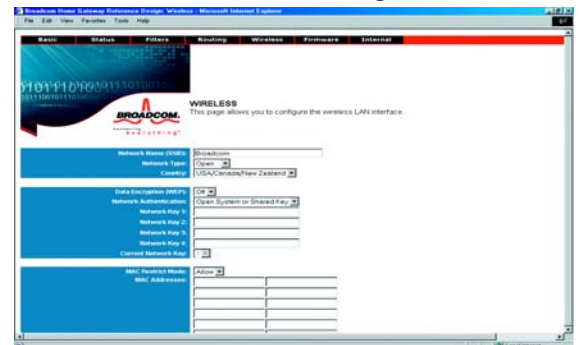 Broadcom Home Gateway Reference Design: Wireless - Microsoft Internet Explorer
File Edit View Favorites Tools Help
Basic Status Filters Routing Wireless Firmware Internal
BROADCOM.
connecting
everything®
WIRELESS
This page allows you to configure the wireless LAN interface.
Network Name (SSID): Broadcom
Network Type: Open
Country: USA/Canada/New Zealand
Data Encryption (WEP): Off
Network Authentication: Open System or Shared Key
Network Key 1:
Network Key 2:
Network Key 3:
Network Key 4:
Current Network Key: 1
MAC Restrict Mode: Allow
MAC Addresses: